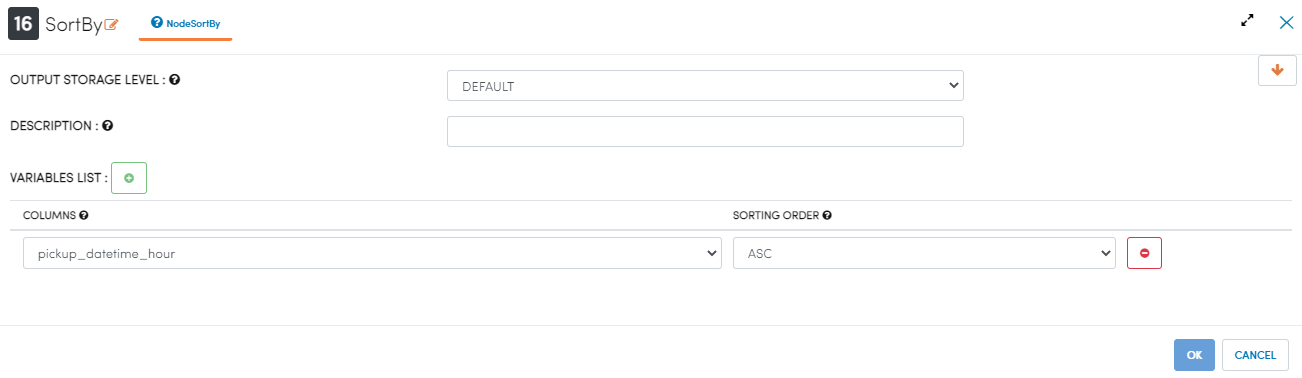 16 SortBy NodeSortBy
OUTPUT STORAGE LEVEL : DEFAULT
DESCRIPTION :
VARIABLES LIST :
COLUMNS SORTING ORDER
pickup_datetime_hour ASC
OK CANCEL